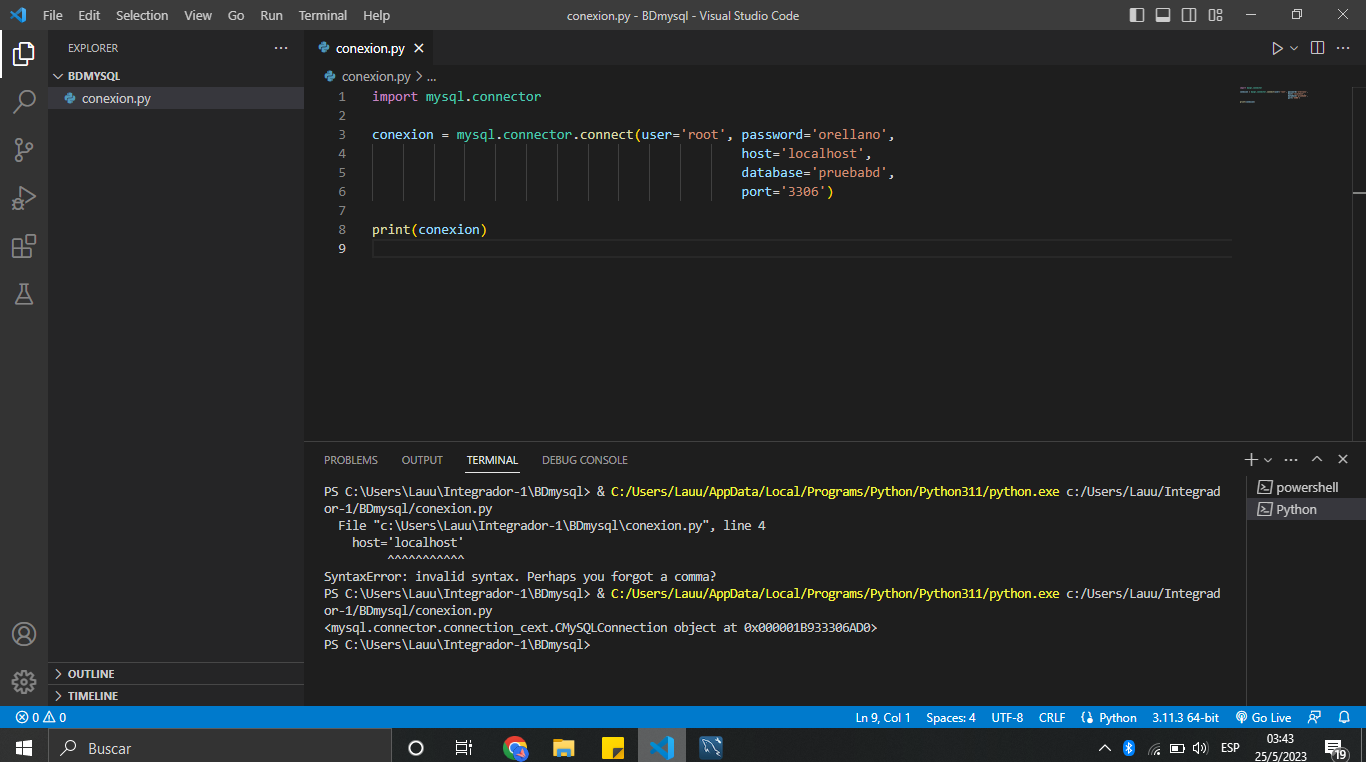 File Edit Selection View Go Run Terminal Help
conexion.py - BDmysql - Visual Studio Code
EXPLORER
BDMYSQL
conexion.py
OUTLINE
TIMELINE
conexion.py
conexion.py > ...
1 import mysql.connector
2
3 conexion = mysql.connector.connect(user='root', password='orellano',
4 host='localhost',
5 database='pruebabd',
6 port='3306')
7
8 print(conexion)
9
PROBLEMS OUTPUT TERMINAL DEBUG CONSOLE
PS C:\Users\Lauu\Integrador-1\BDmysql> & C:/Users/Lauu/AppData/Local/Programs/Python/Python311/python.exe c:/Users/Lauu/Integrad
or-1/BDmysql/conexion.py
File "c:\Users\Lauu\Integrador-1\BDmysql\conexion.py", line 4
host='localhost'
^^^^^^^^^^^
SyntaxError: invalid syntax. Perhaps you forgot a comma?
PS C:\Users\Lauu\Integrador-1\BDmysql> & C:/Users/Lauu/AppData/Local/Programs/Python/Python311/python.exe c:/Users/Lauu/Integrad
or-1/BDmysql/conexion.py
<mysql.connector.connection_cext.CMySQLConnection object at 0x000001B933306AD0>
PS C:\Users\Lauu\Integrador-1\BDmysql>
powershell
Python
0 0
Ln 9, Col 1 Spaces: 4 UTF-8 CRLF Python 3.11.3 64-bit Go Live
Buscar
ESP
03:43
25/5/2023
19